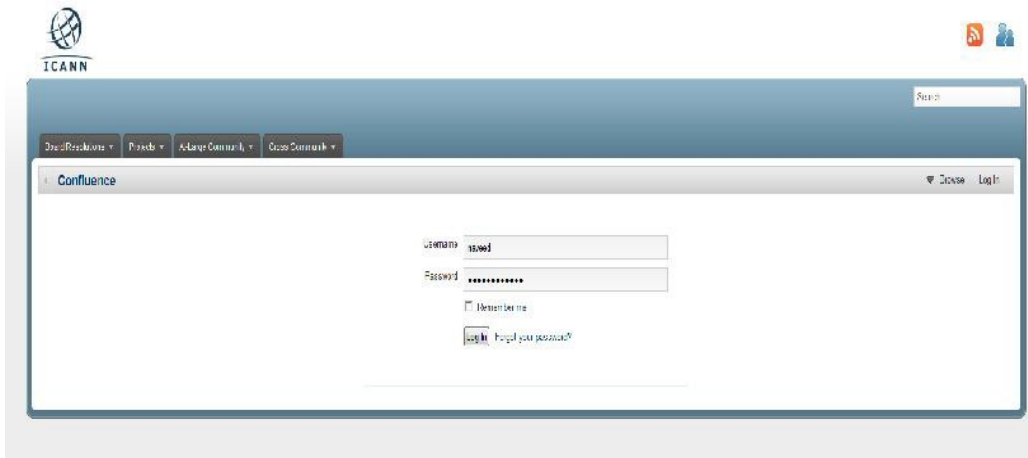 ICANN
Search
Board Resolutions Projects At-Large Community Cross Community
Confluence
Browse Log In
Username naveed
Password ••••••••••••
Remember me
Log In Forgot your password?